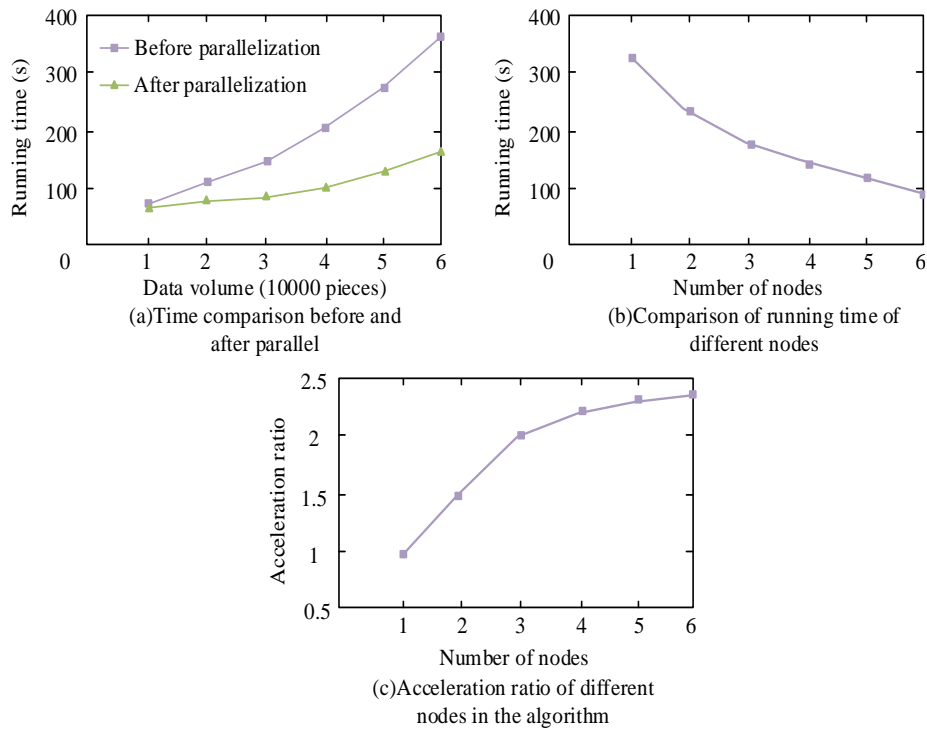 400
300
200
100
0
Running time (s)
Before parallelization
After parallelization
1 2 3 4 5 6
Data volume (10000 pieces)
(a)Time comparison before and
after parallel
400
300
200
100
0
Running time (s)
1 2 3 4 5 6
Number of nodes
(b)Comparison of running time of
different nodes
2.5
2
1.5
1
0.5
Acceleration ratio
1 2 3 4 5 6
Number of nodes
(c)Acceleration ratio of different
nodes in the algorithm